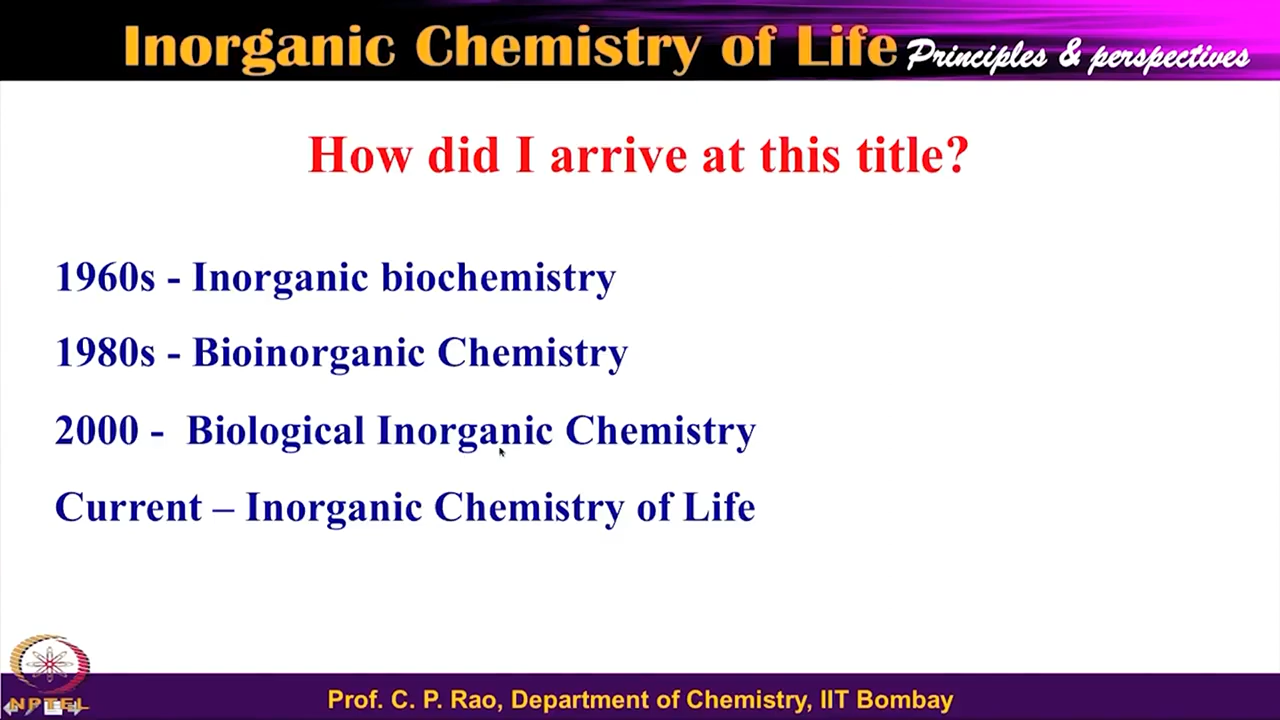 Inorganic Chemistry of Life Principles & perspectives
How did I arrive at this title?
1960s - Inorganic biochemistry
1980s - Bioinorganic Chemistry
2000 - Biological Inorganic Chemistry
Current – Inorganic Chemistry of Life
NPTEL
Prof. C. P. Rao, Department of Chemistry, IIT Bombay